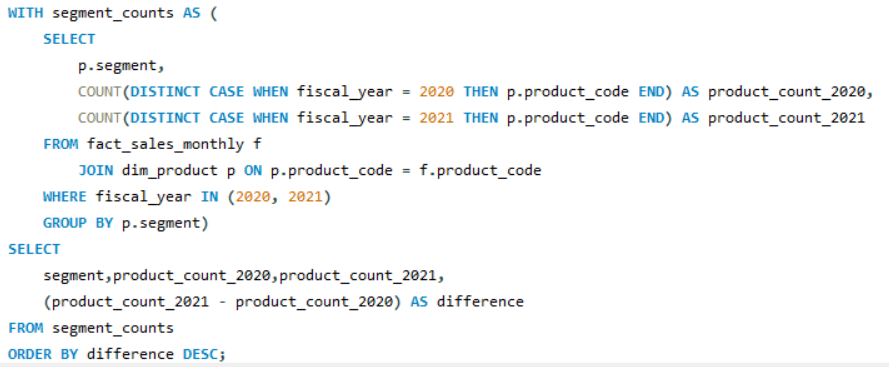 WITH segment_counts AS (
    SELECT
        p.segment,
        COUNT(DISTINCT CASE WHEN fiscal_year = 2020 THEN p.product_code END) AS product_count_2020,
        COUNT(DISTINCT CASE WHEN fiscal_year = 2021 THEN p.product_code END) AS product_count_2021
    FROM fact_sales_monthly f
        JOIN dim_product p ON p.product_code = f.product_code
    WHERE fiscal_year IN (2020, 2021)
    GROUP BY p.segment)
SELECT
    segment,product_count_2020,product_count_2021,
    (product_count_2021 - product_count_2020) AS difference
FROM segment_counts
ORDER BY difference DESC;